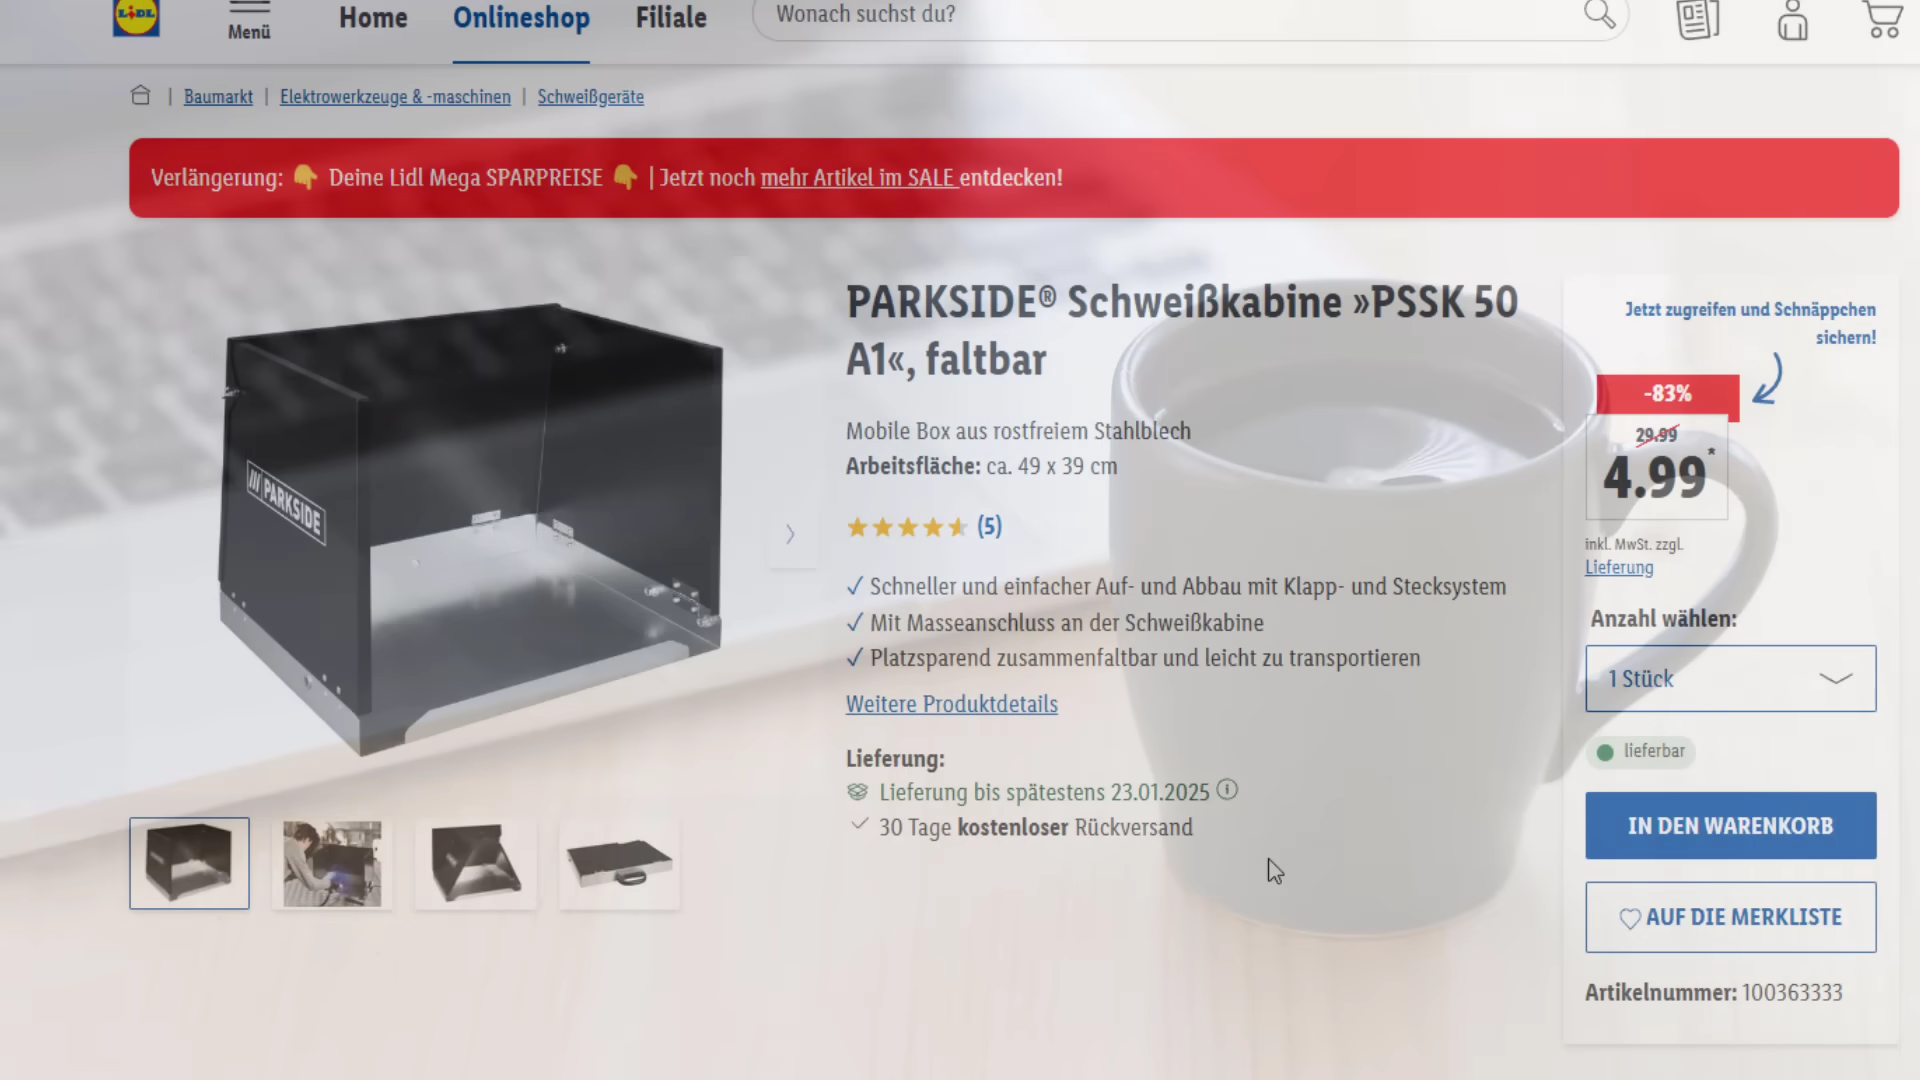 LIDL
Menü
Home
Onlineshop
Filiale
Wonach suchst du?
| Baumarkt | Elektrowerkzeuge & -maschinen | Schweißgeräte
Verlängerung: 👇 Deine Lidl Mega SPARPREISE 👇 | Jetzt noch mehr Artikel im SALE entdecken!
PARKSIDE
PARKSIDE® Schweißkabine »PSSK 50
A1«, faltbar
Mobile Box aus rostfreiem Stahlblech
Arbeitsfläche: ca. 49 x 39 cm
(5)
✓ Schneller und einfacher Auf- und Abbau mit Klapp- und Stecksystem
✓ Mit Masseanschluss an der Schweißkabine
✓ Platzsparend zusammenfaltbar und leicht zu transportieren
Weitere Produktdetails
Lieferung:
Lieferung bis spätestens 23.01.2025
30 Tage kostenloser Rückversand
Jetzt zugreifen und Schnäppchen
sichern!
-83%
29.99
4.99*
inkl. MwSt. zzgl.
Lieferung
Anzahl wählen:
1 Stück
lieferbar
IN DEN WARENKORB
AUF DIE MERKLISTE
Artikelnummer: 100363333